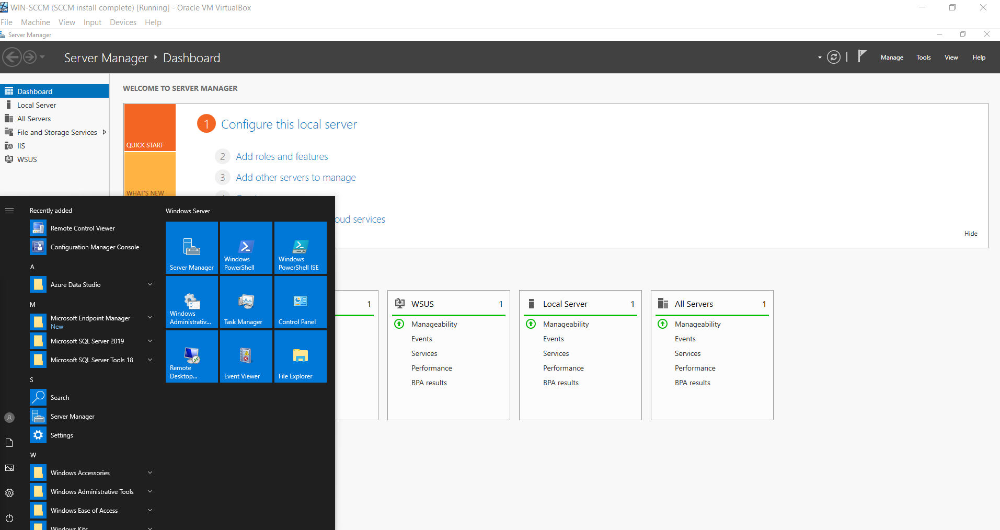 WIN-SCCM (SCCM install complete) [Running] - Oracle VM VirtualBox
File Machine View Input Devices Help
Server Manager
Server Manager ‣ Dashboard
Manage Tools View Help
Dashboard
Local Server
All Servers
File and Storage Services
IIS
WSUS
WELCOME TO SERVER MANAGER
QUICK START
WHAT'S NEW
1 Configure this local server
2 Add roles and features
3 Add other servers to manage
oud services
Hide
Recently added
Remote Control Viewer
Configuration Manager Console
A
Azure Data Studio
M
Microsoft Endpoint Manager
New
Microsoft SQL Server 2019
Microsoft SQL Server Tools 18
S
Search
Server Manager
Settings
W
Windows Accessories
Windows Administrative Tools
Windows Ease of Access
Windows Kits
Windows Server
Server Manager
Windows
PowerShell
Windows
PowerShell ISE
Windows
Administrativ...
Task Manager
Control Panel
Remote
Desktop...
Event Viewer
File Explorer
1
WSUS 1
Manageability
Events
Services
Performance
BPA results
Local Server 1
Manageability
Events
Services
Performance
BPA results
All Servers 1
Manageability
Events
Services
Performance
BPA results